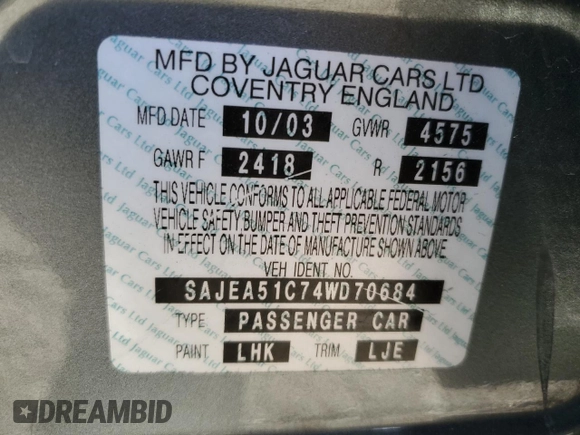 MFD BY JAGUAR CARS LTD
COVENTRY ENGLAND
MFD DATE 10/03 GVWR 4575
GAWR F 2418 R 2156
THIS VEHICLE CONFORMS TO ALL APPLICABLE FEDERAL MOTOR
VEHICLE SAFETY BUMPER AND THEFT PREVENTION STANDARDS
IN EFFECT ON THE DATE OF MANUFACTURE SHOWN ABOVE
VEH IDENT NO.
SAJEA51C74WD70684
TYPE PASSENGER CAR
PAINT LHK TRIM LJE
DREAMBID